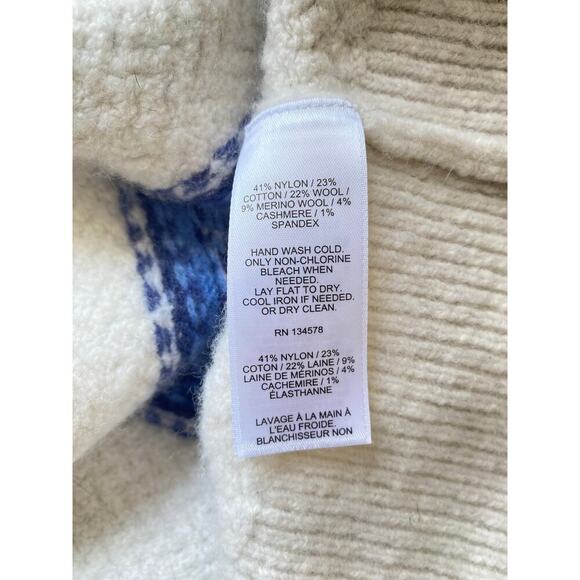 41% NYLON / 23%
COTTON / 22% WOOL /
9% MERINO WOOL / 4%
CASHMERE / 1%
SPANDEX
HAND WASH COLD.
ONLY NON-CHLORINE
BLEACH WHEN
NEEDED.
LAY FLAT TO DRY.
COOL IRON IF NEEDED.
OR DRY CLEAN.
RN 134578
41% NYLON / 23%
COTON / 22% LAINE / 9%
LAINE DE MÉRINOS / 4%
CACHEMIRE / 1%
ÉLASTHANNE
LAVAGE À LA MAIN À
L'EAU FROIDE.
BLANCHISSEUR NON